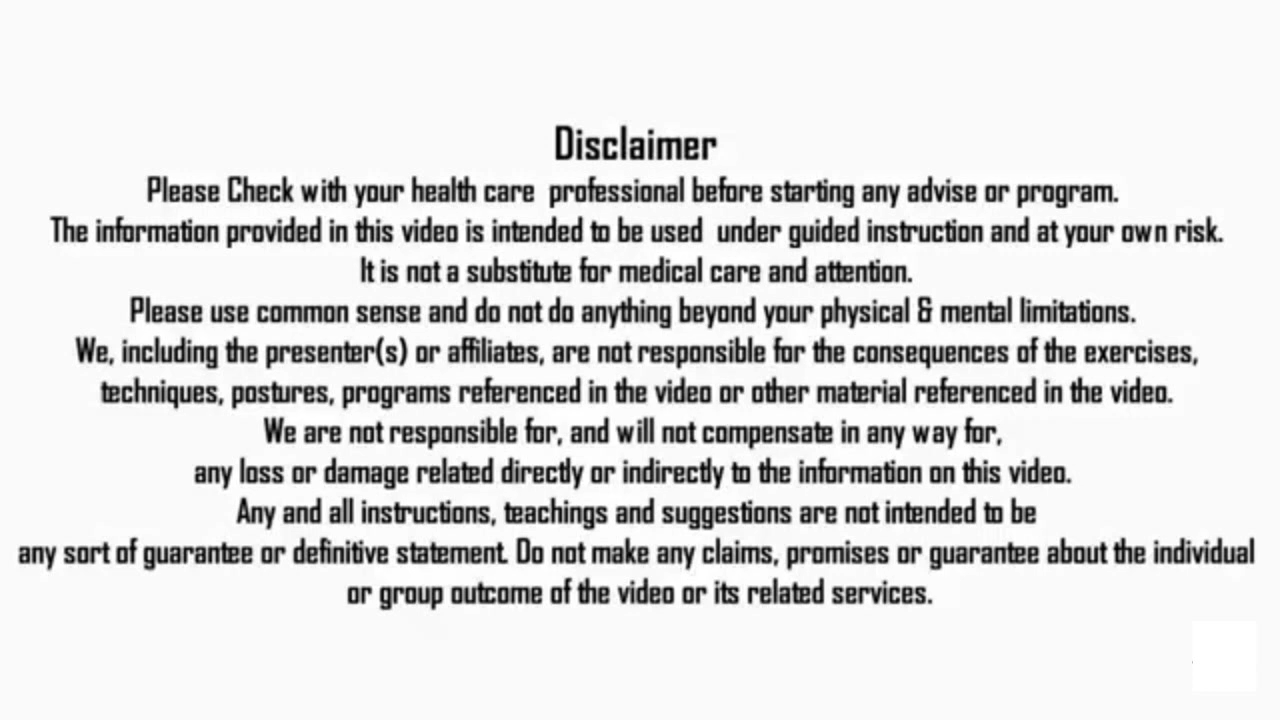 Disclaimer
Please Check with your health care professional before starting any advise or program.
The information provided in this video is intended to be used under guided instruction and at your own risk.
It is not a substitute for medical care and attention.
Please use common sense and do not do anything beyond your physical & mental limitations.
We, including the presenter(s) or affiliates, are not responsible for the consequences of the exercises,
techniques, postures, programs referenced in the video or other material referenced in the video.
We are not responsible for, and will not compensate in any way for,
any loss or damage related directly or indirectly to the information on this video.
Any and all instructions, teachings and suggestions are not intended to be
any sort of guarantee or definitive statement. Do not make any claims, promises or guarantee about the individual
or group outcome of the video or its related services.